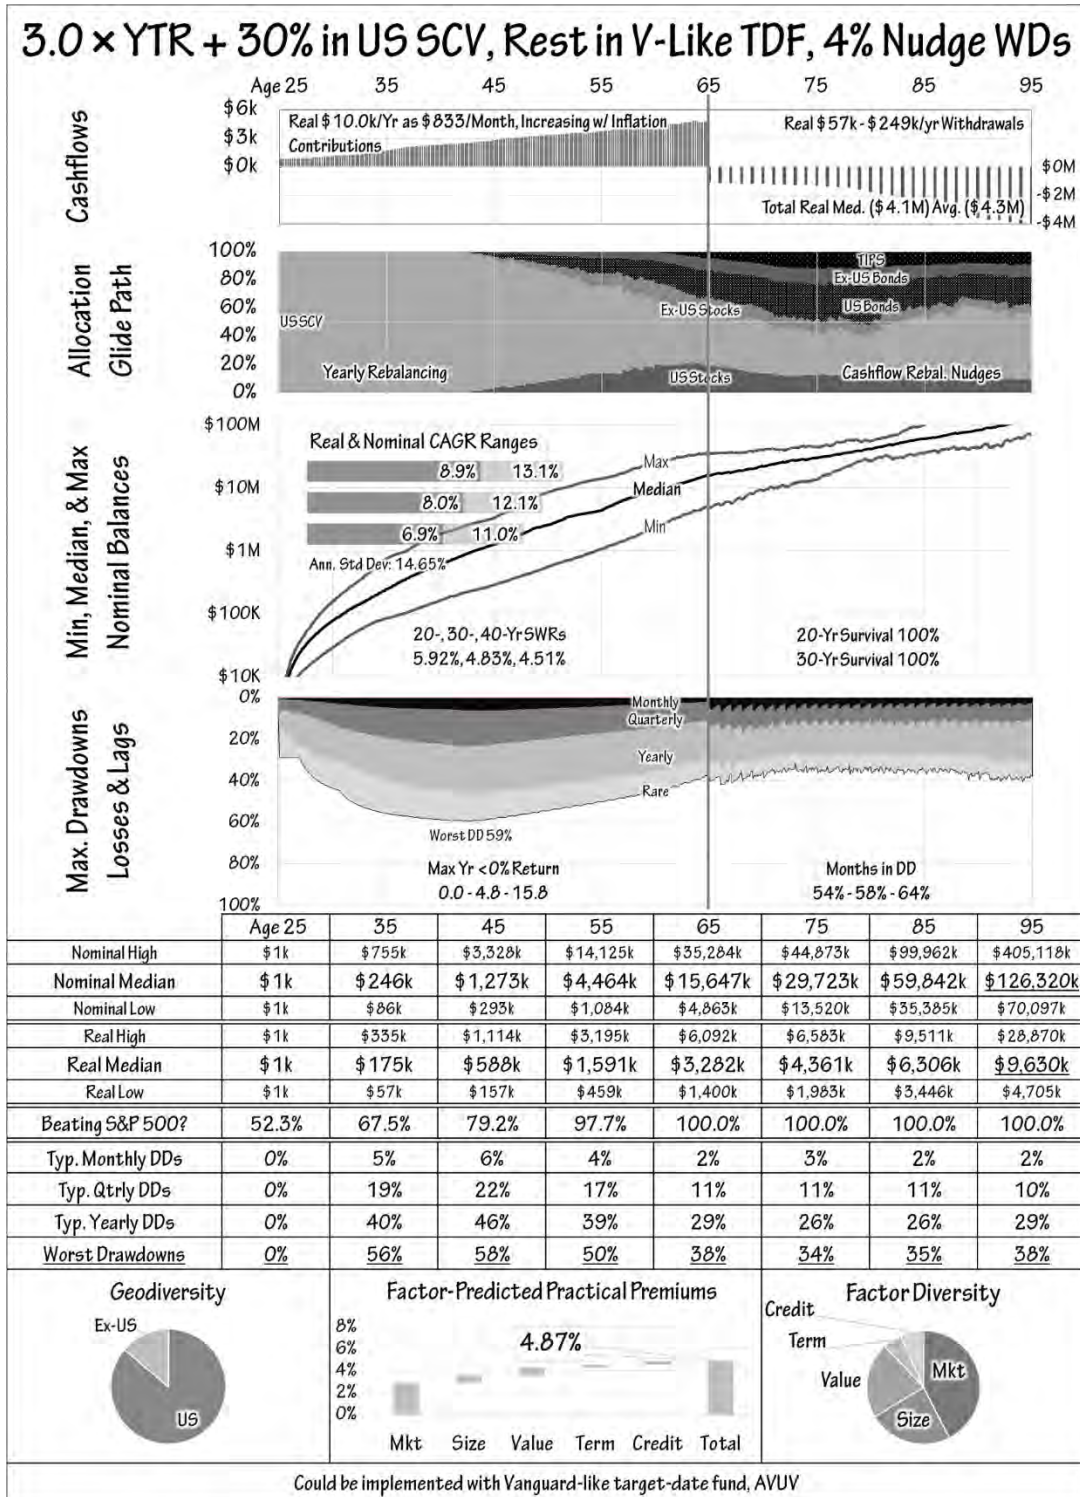 3.0 × YTR + 30% in US SCV, Rest in V-Like TDF, 4% Nudge WDs
Age 25 35 45 55 65 75 85 95
Cashflows
$6k
$3k
$0k
Real $10.0k/Yr as $833/Month, Increasing w/ Inflation
Contributions
Real $57k - $249k/yr Withdrawals
Total Real Med. ($4.1M) Avg. ($4.3M)
$0M
-$2M
-$4M
Allocation
Glide Path
100%
80%
60%
40%
20%
0%
TIPS
Ex-US Bonds
US Bonds
Ex-US Stocks
US SCV
US Stocks
Yearly Rebalancing
Cashflow Rebal. Nudges
Min, Median, & Max
Nominal Balances
$100M
$10M
$1M
$100K
$10K
Real & Nominal CAGR Ranges
8.9% 13.1%
8.0% 12.1%
6.9% 11.0%
Ann. Std Dev: 14.65%
Max
Median
Min
20-, 30-, 40-Yr SWRs
5.92%, 4.83%, 4.51%
20-Yr Survival 100%
30-Yr Survival 100%
Max. Drawdowns
Losses & Lags
0%
20%
40%
60%
80%
100%
Monthly
Quarterly
Yearly
Rare
Worst DD 59%
Max Yr <0% Return
0.0 - 4.8 - 15.8
Months in DD
54% - 58% - 64%
Age 25 35 45 55 65 75 85 95
Nominal High $1k $755k $3,328k $14,125k $35,284k $44,873k $99,962k $405,118k
Nominal Median $1k $246k $1,273k $4,464k $15,647k $29,723k $59,842k $126,320k
Nominal Low $1k $86k $293k $1,084k $4,863k $13,520k $35,385k $70,097k
Real High $1k $335k $1,114k $3,195k $6,092k $6,583k $9,511k $28,870k
Real Median $1k $175k $588k $1,591k $3,282k $4,361k $6,306k $9,630k
Real Low $1k $57k $157k $459k $1,400k $1,983k $3,446k $4,705k
Beating S&P 500? 52.3% 67.5% 79.2% 97.7% 100.0% 100.0% 100.0% 100.0%
Typ. Monthly DDs 0% 5% 6% 4% 2% 3% 2% 2%
Typ. Qtrly DDs 0% 19% 22% 17% 11% 11% 11% 10%
Typ. Yearly DDs 0% 40% 46% 39% 29% 26% 26% 29%
Worst Drawdowns 0% 56% 58% 50% 38% 34% 35% 38%
Geodiversity
Ex-US
US
Factor-Predicted Practical Premiums
8%
6%
4%
2%
0%
4.87%
Mkt Size Value Term Credit Total
Factor Diversity
Credit
Term
Value
Mkt
Size
Could be implemented with Vanguard-like target-date fund, AVUV